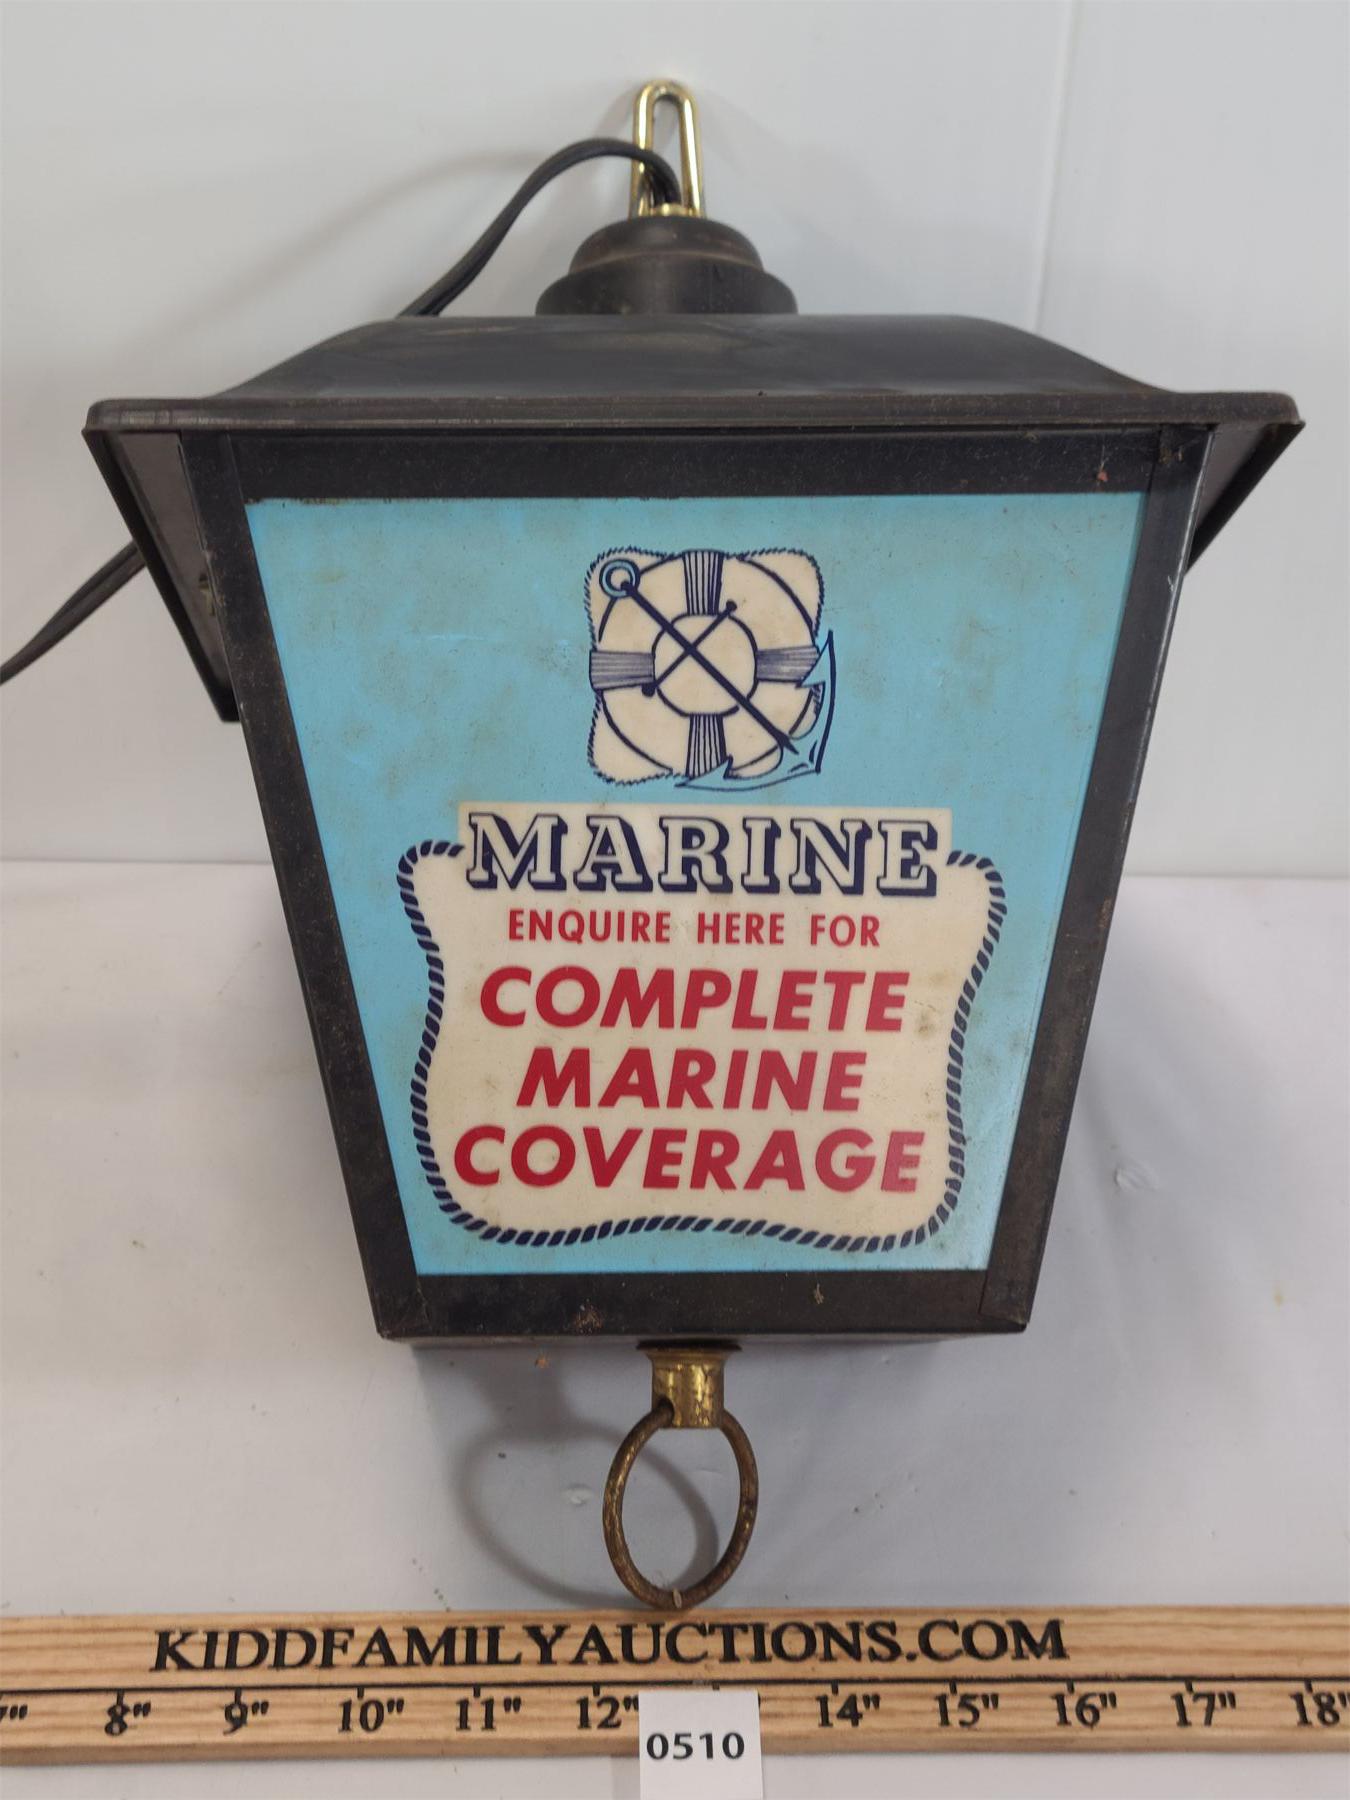 MARINE
ENQUIRE HERE FOR
COMPLETE
MARINE
COVERAGE
KIDDFAMILYAUCTIONS.COM
8" 9" 10" 11" 12" 14" 15" 16" 17" 18"
0510